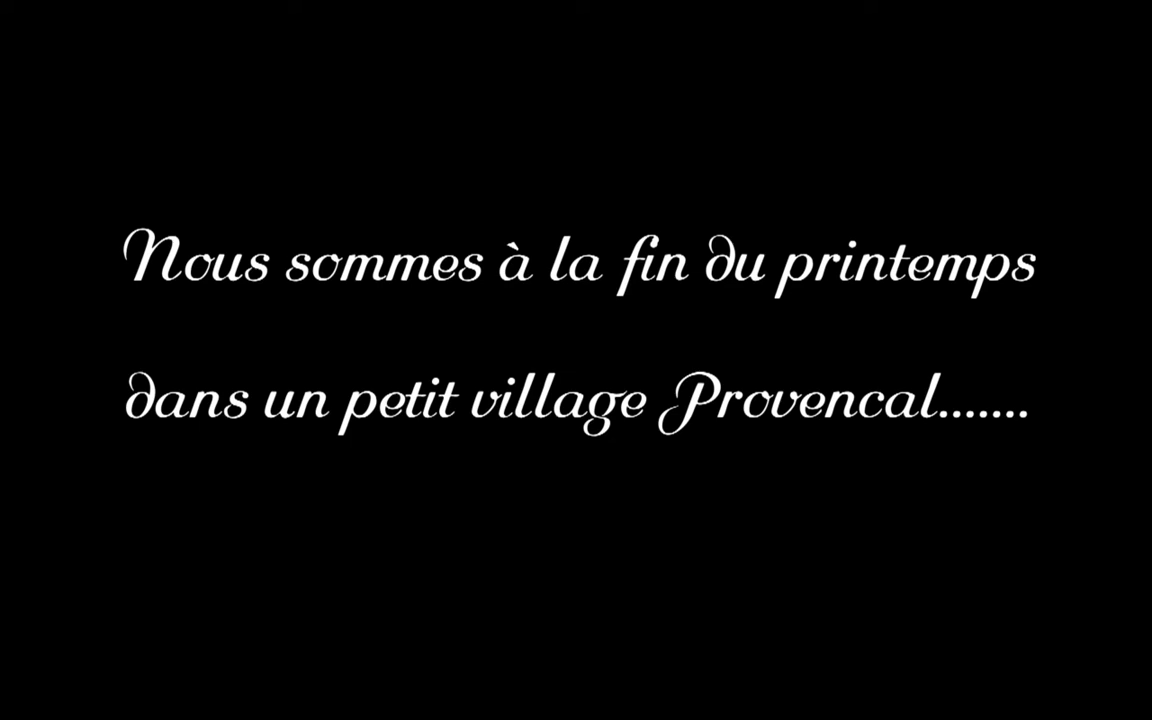 Nous sommes à la fin du printemps
dans un petit village Provencal.......